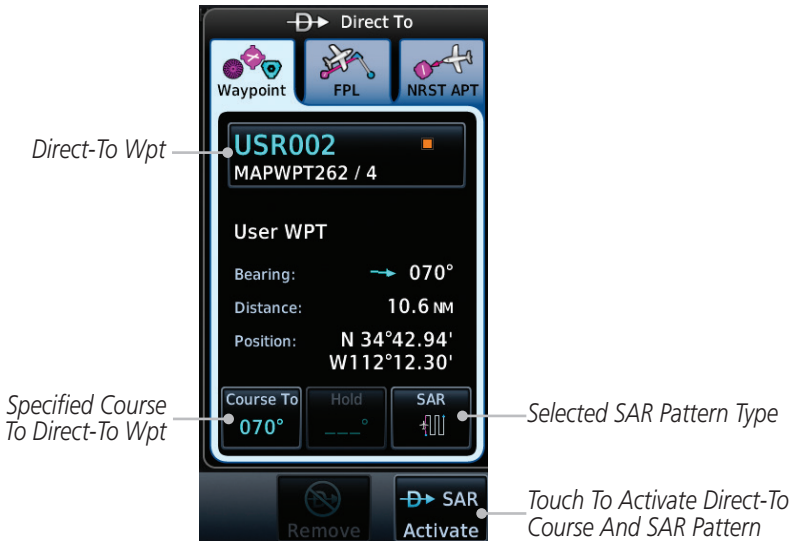 D Direct To
Waypoint
FPL
NRST APT
Direct-To Wpt
USR002
MAPWPT262 / 4
User WPT
Bearing: 070°
Distance: 10.6 NM
Position: N 34°42.94'
W112°12.30'
Specified Course
To Direct-To Wpt
Course To
070°
Hold
___°
SAR
Selected SAR Pattern Type
D
Remove
D SAR
Activate
Touch To Activate Direct-To
Course And SAR Pattern